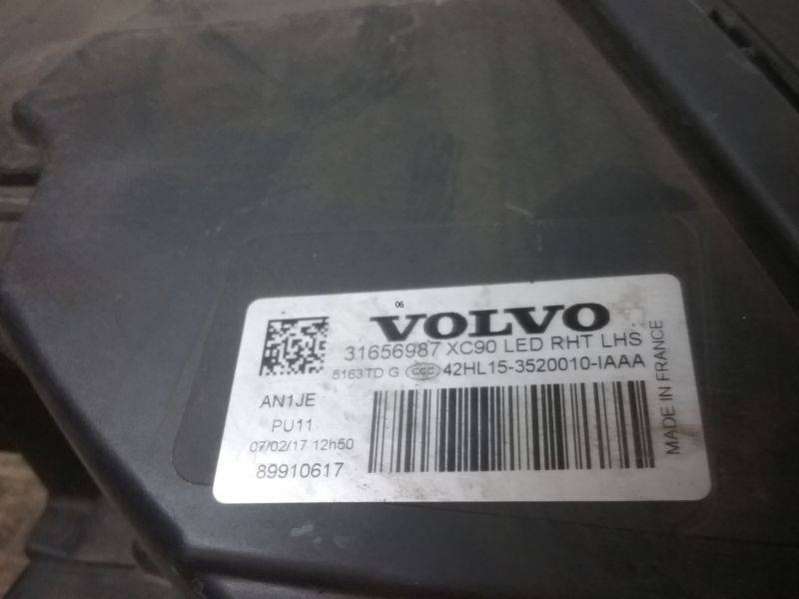 06
VOLVO
31656987 XC90 LED RHT LHS
5163TD G CCC 42HL15-3520010-IAAA
AN1JE
PU11
07/02/17 12h50
89910617
MADE IN FRANCE